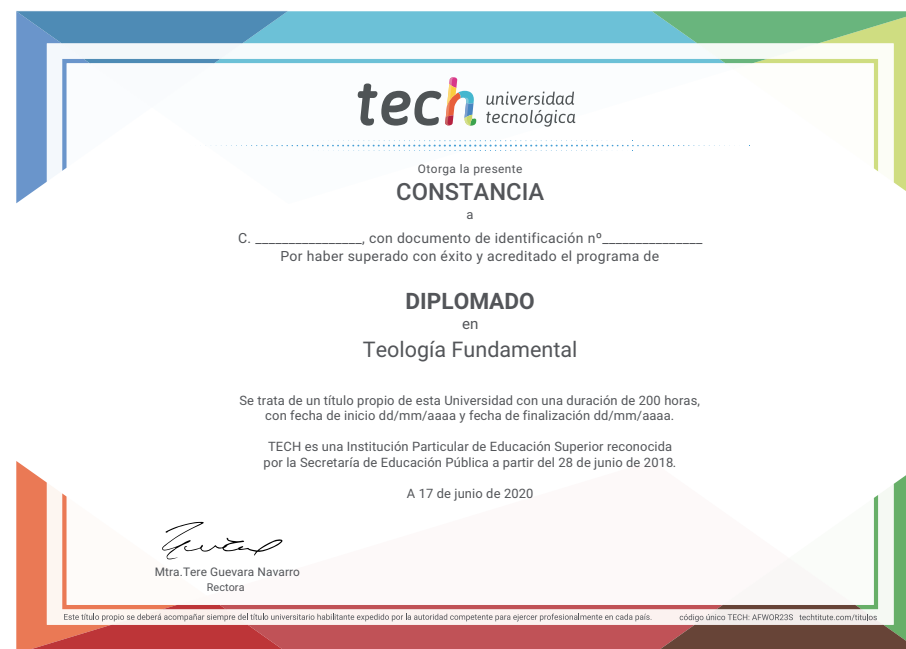 tech universidad
tecnológica
Otorga la presente
CONSTANCIA
a
C. ________________, con documento de identificación nº_______________
Por haber superado con éxito y acreditado el programa de
DIPLOMADO
en
Teología Fundamental
Se trata de un título propio de esta Universidad con una duración de 200 horas,
con fecha de inicio dd/mm/aaaa y fecha de finalización dd/mm/aaaa.
TECH es una Institución Particular de Educación Superior reconocida
por la Secretaría de Educación Pública a partir del 28 de junio de 2018.
A 17 de junio de 2020
Mtra.Tere Guevara Navarro
Rectora
Este título propio se deberá acompañar siempre del título universitario habilitante expedido por la autoridad competente para ejercer profesionalmente en cada país. código único TECH: AFWOR23S techtitute.com/titulos